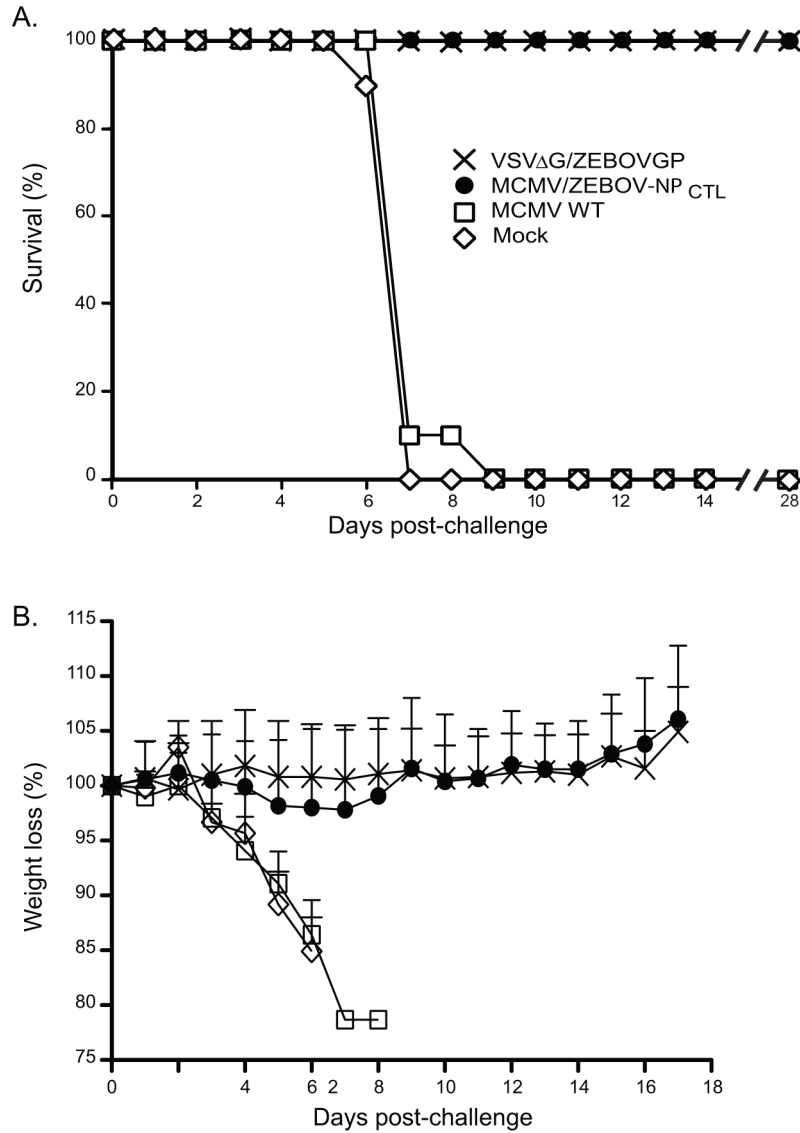 A.
100
80
60
40
20
0
Survival (%)
VSVΔG/ZEBOVGP
MCMV/ZEBOV-NP CTL
MCMV WT
Mock
0 2 4 6 8 10 12 14 28
Days post-challenge
B.
115
110
105
100
95
90
85
80
75
Weight loss (%)
0 4 6 2 8 10 12 14 16 18
Days post-challenge